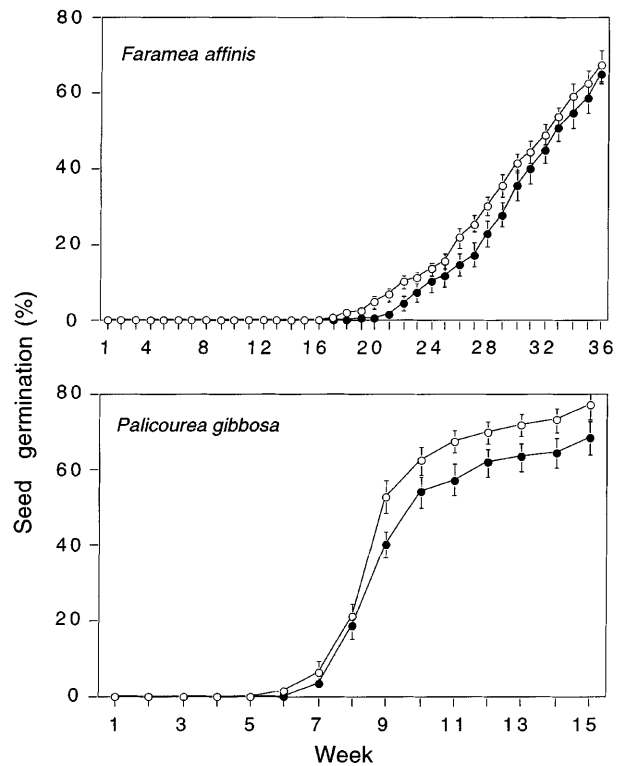 80
Faramea affinis
60
40
20
0
1 4 8 12 16 20 24 28 32 36
Seed germination (%)
80
Palicourea gibbosa
60
40
20
0
1 3 5 7 9 11 13 15
Week